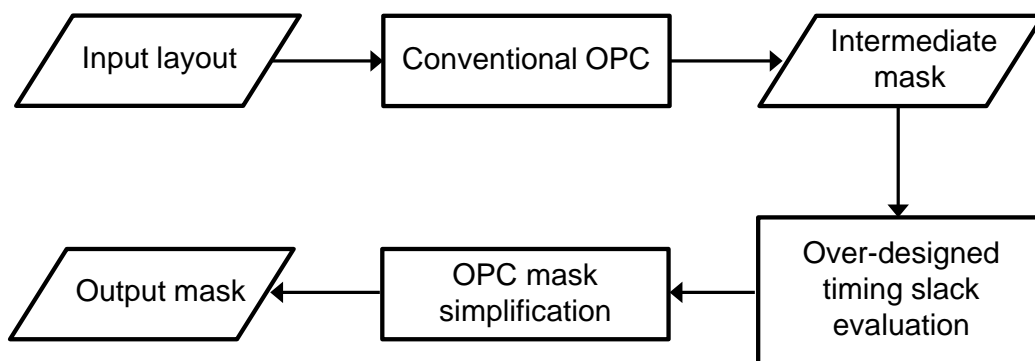 Input layout
Conventional OPC
Intermediate
mask
Over-designed
timing slack
evaluation
OPC mask
simplification
Output mask